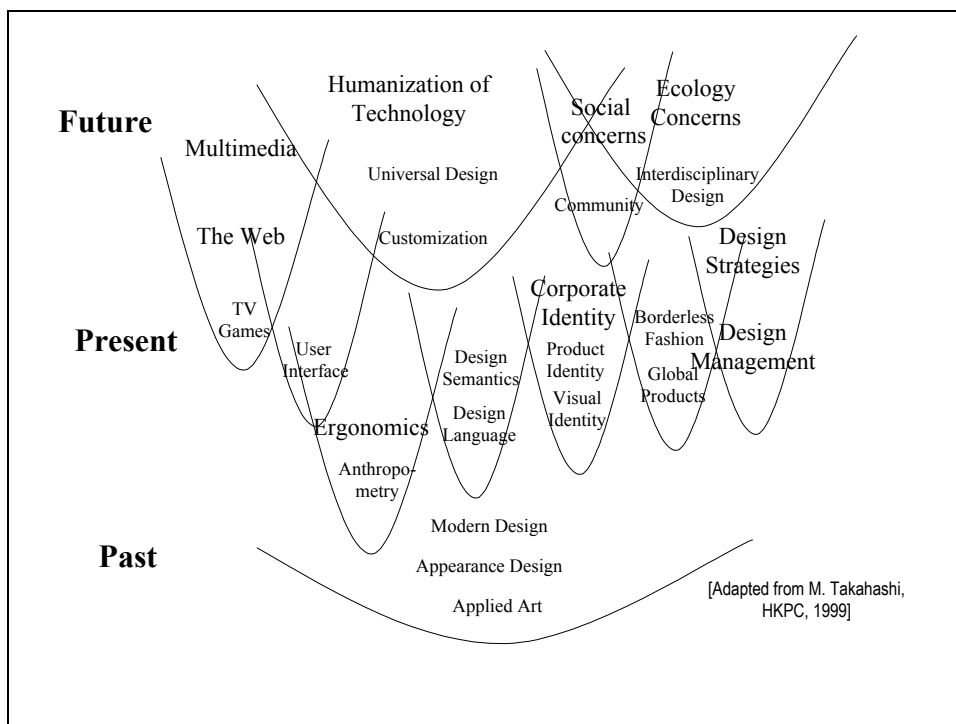 Future
Humanization of
Technology
Multimedia
Universal Design
Customization
Social
concerns
Community
Ecology
Concerns
Interdisciplinary
Design
The Web
TV
Games
Present
User
Interface
Ergonomics
Anthropo-
metry
Design
Semantics
Design
Language
Corporate
Identity
Product
Identity
Visual
Identity
Borderless
Fashion
Global
Products
Design
Strategies
Design
Management
Past
Modern Design
Appearance Design
Applied Art
[Adapted from M. Takahashi,
HKPC, 1999]